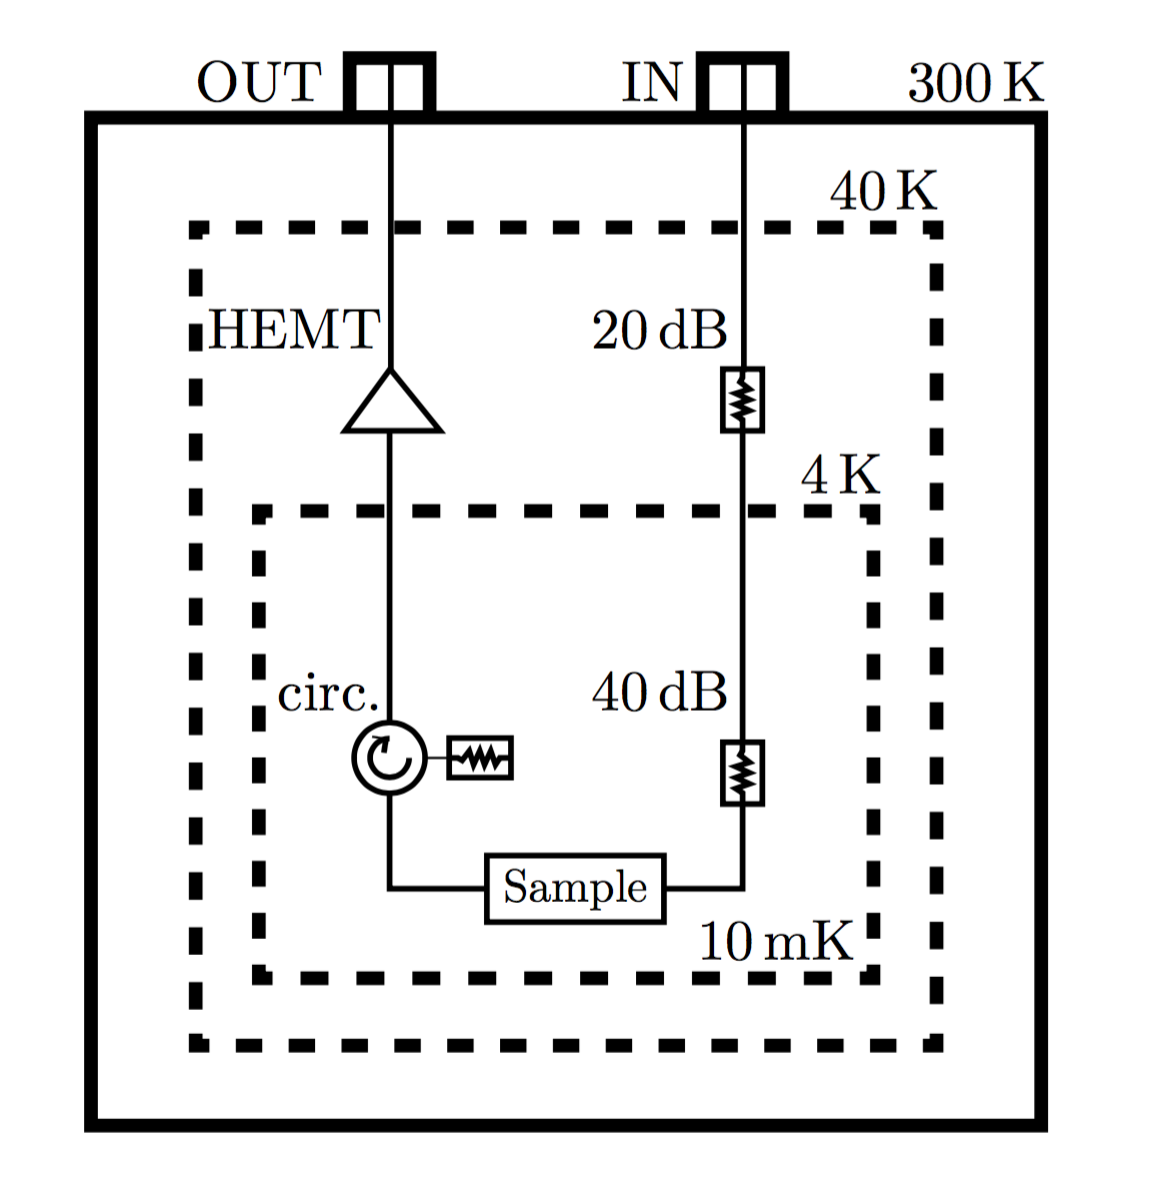 OUT
IN
300 K
40 K
HEMT
20 dB
4 K
circ.
40 dB
Sample
10 mK